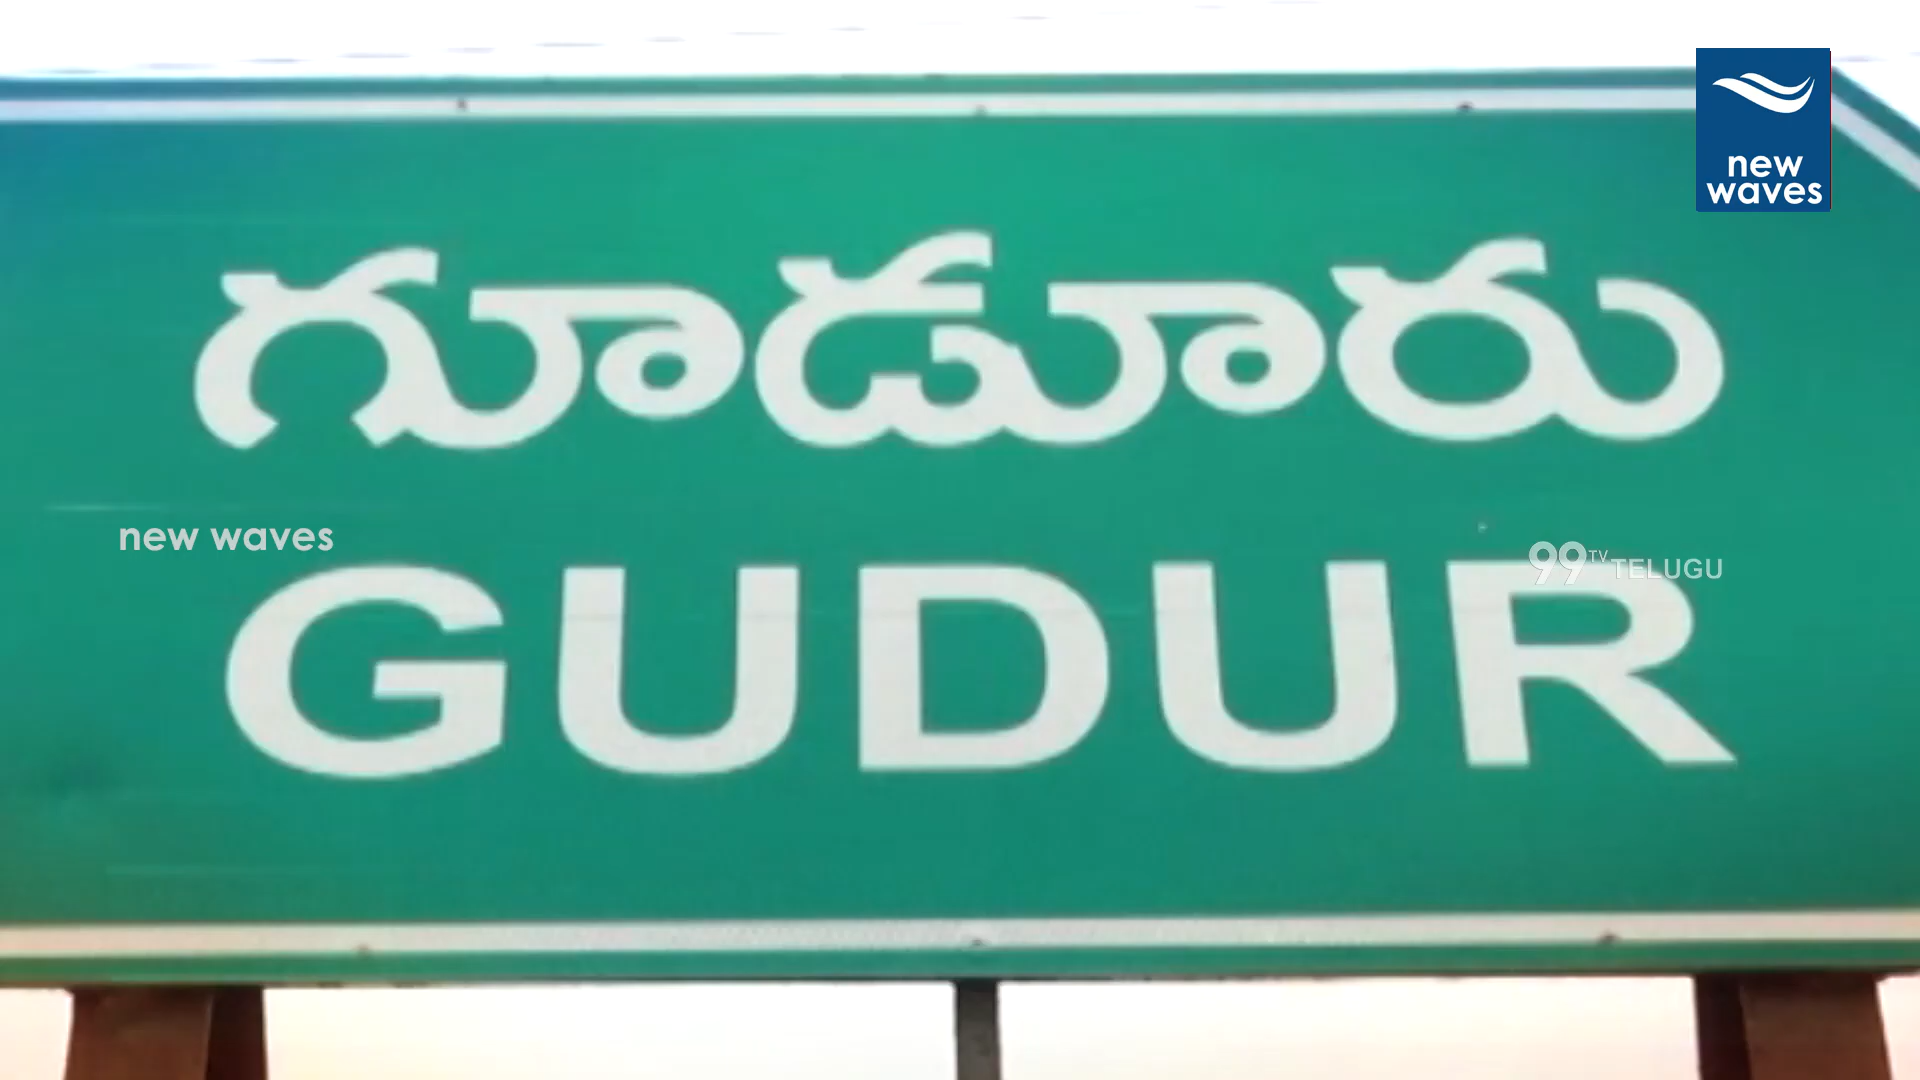 new
waves
గూడూరు
new waves
99 TV TELUGU
GUDUR